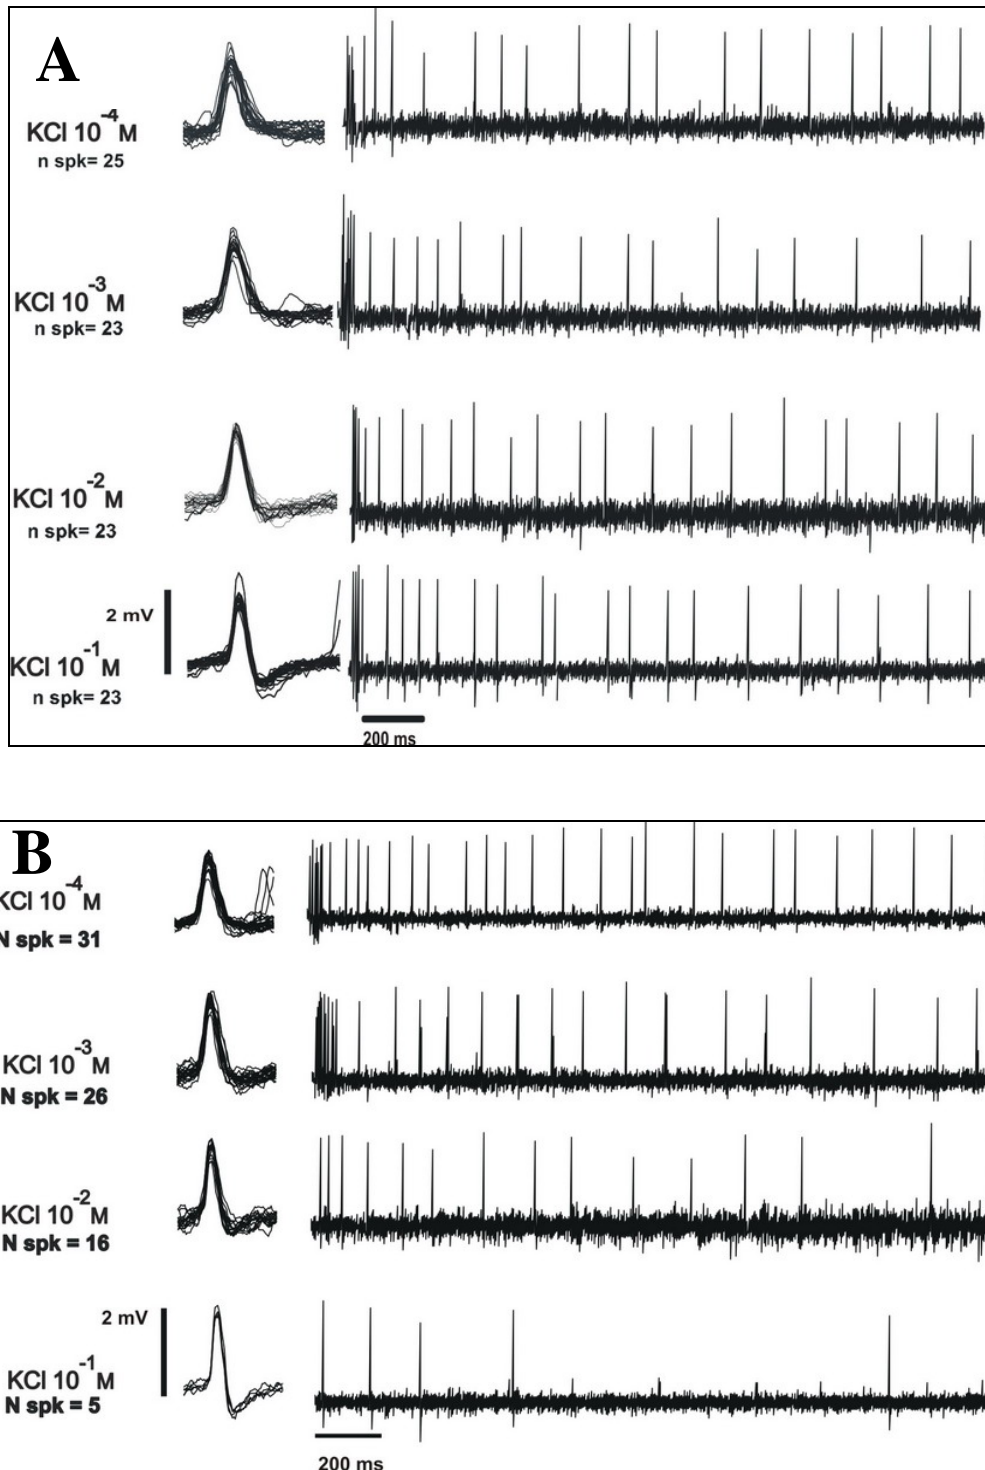 A
KCl 10-4M
n spk= 25
KCl 10-3M
n spk= 23
KCl 10-2M
n spk= 23
2 mV
KCl 10-1M
n spk= 23
200 ms
B
KCl 10-4M
N spk = 31
KCl 10-3M
N spk = 26
KCl 10-2M
N spk = 16
2 mV
KCl 10-1M
N spk = 5
200 ms